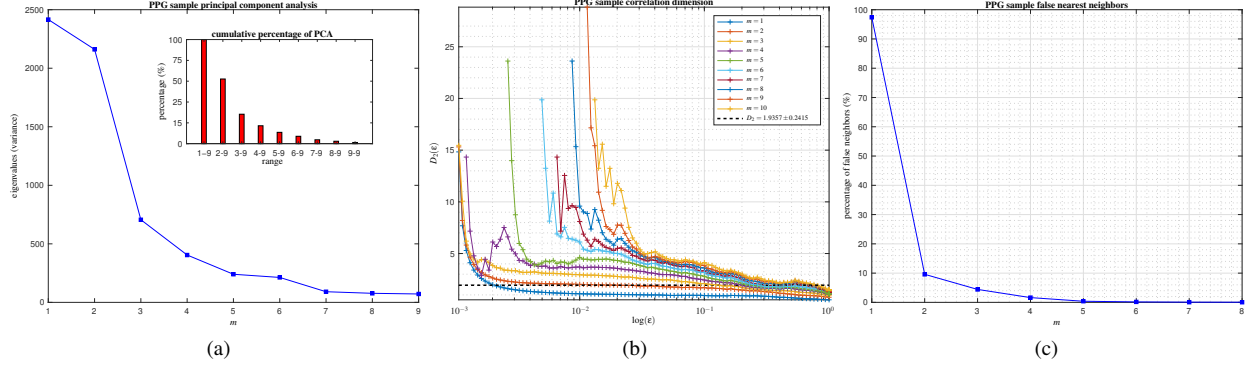 PPG sample principal component analysis
2500
2000
1500
1000
500
0
eigenvalues (variance)
1 2 3 4 5 6 7 8 9
m
cumulative percentage of PCA
100
75
50
25
15
0
percentage (%)
1-9 2-9 3-9 4-9 5-9 6-9 7-9 8-9 9-9
range
(a)
PPG sample correlation dimension
25
20
15
10
5
D₂(ε)
10⁻³ 10⁻² 10⁻¹ 10⁰
log(ε)
m = 1
m = 2
m = 3
m = 4
m = 5
m = 6
m = 7
m = 8
m = 9
m = 10
D₂ = 1.9357 ± 0.2415
(b)
PPG sample false nearest neighbors
100
90
80
70
60
50
40
30
20
10
0
percentage of false neighbors (%)
1 2 3 4 5 6 7 8
m
(c)